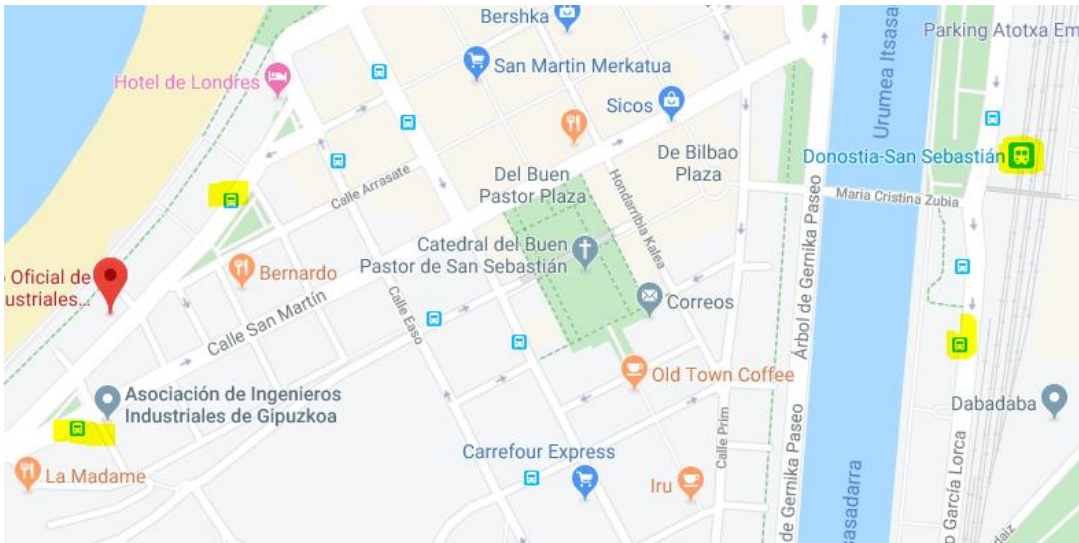 Bershka
San Martin Merkatua
Hotel de Londres
Sicos
Parking Atotxa Em
Urumea Itsasa
De Bilbao
Plaza
Donostia-San Sebastián
Maria Cristina Zubia
Del Buen
Pastor Plaza
Hondarribia Kalea
Calle Arrasate
Catedral del Buen
Pastor de San Sebastián
Bernardo
Oficial de
ustriales...
Calle San Martín
Calle Easo
Correos
Árbol de Gernika Paseo
Old Town Coffee
Asociación de Ingenieros
Industriales de Gipuzkoa
Dabadaba
La Madame
Carrefour Express
Iru
Calle Prim
de Gernika Paseo
sasadarra
o García Lorca
daiz